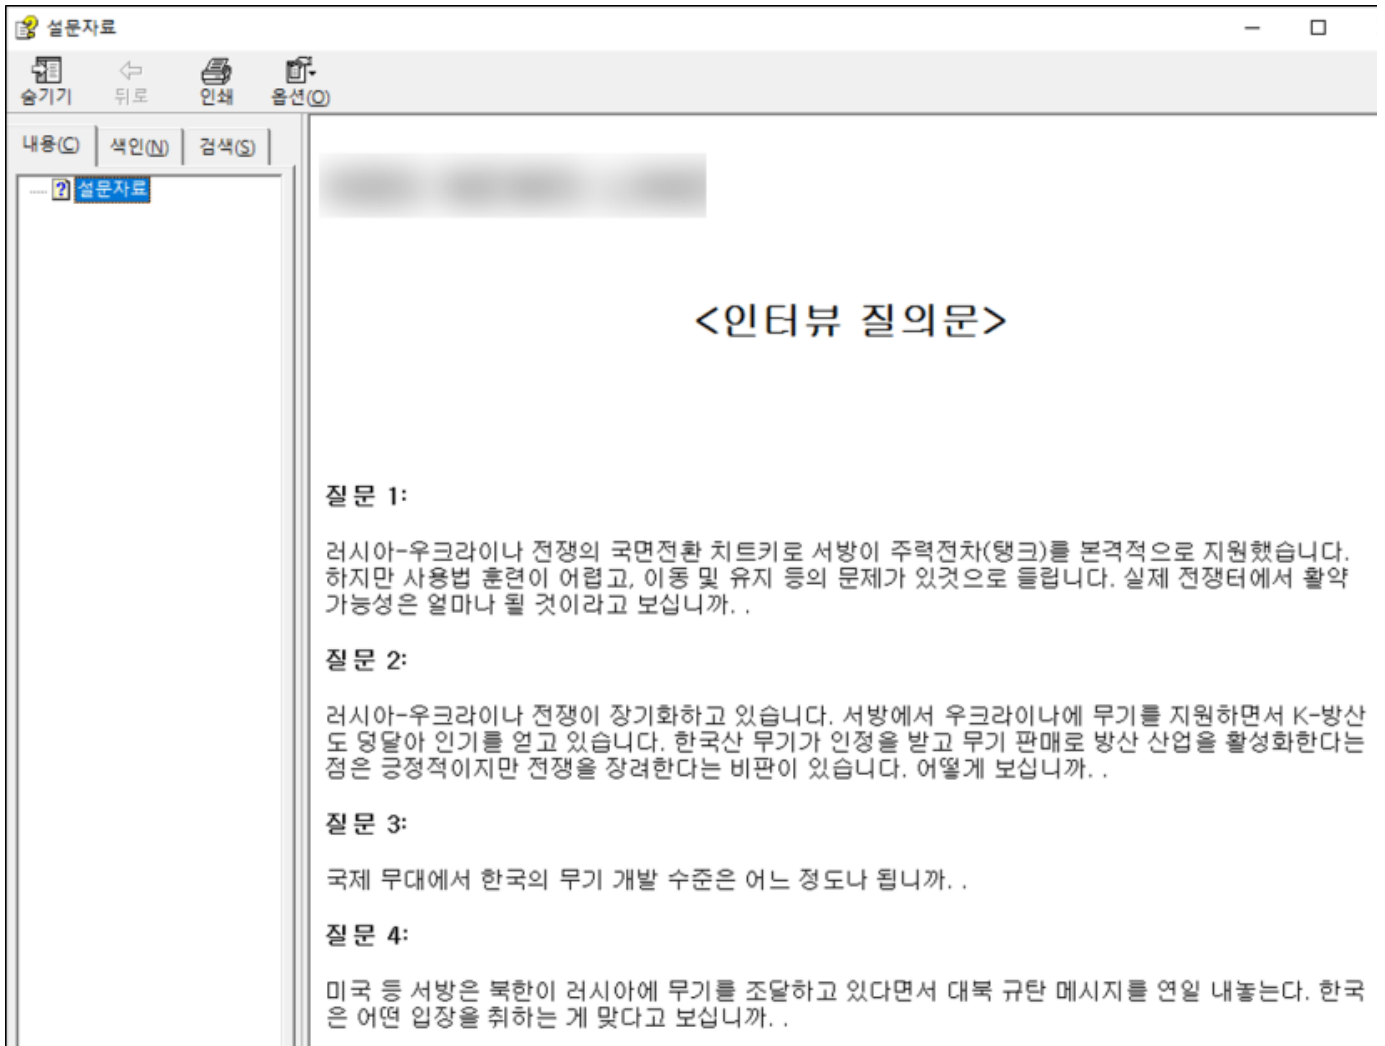 설문자료
숨기기 뒤로 인쇄 옵션(O)
내용(C) 색인(N) 검색(S)
설문자료
<인터뷰 질의문>
질문 1:
러시아-우크라이나 전쟁의 국면전환 치트키로 서방이 주력전차(탱크)를 본격적으로 지원했습니다.
하지만 사용법 훈련이 어렵고, 이동 및 유지 등의 문제가 있것으로 들립니다. 실제 전쟁터에서 활약
가능성은 얼마나 될 것이라고 보십니까. .
질문 2:
러시아-우크라이나 전쟁이 장기화하고 있습니다. 서방에서 우크라이나에 무기를 지원하면서 K-방산
도 덩달아 인기를 얻고 있습니다. 한국산 무기가 인정을 받고 무기 판매로 방산 산업을 활성화한다는
점은 긍정적이지만 전쟁을 장려한다는 비판이 있습니다. 어떻게 보십니까. .
질문 3:
국제 무대에서 한국의 무기 개발 수준은 어느 정도나 됩니까. .
질문 4:
미국 등 서방은 북한이 러시아에 무기를 조달하고 있다면서 대북 규탄 메시지를 연일 내놓는다. 한국
은 어떤 입장을 취하는 게 맞다고 보십니까. .